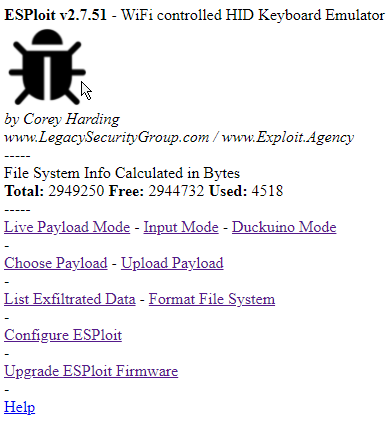 ESPloit v2.7.51 - WiFi controlled HID Keyboard Emulator
by Corey Harding
www.LegacySecurityGroup.com / www.Exploit.Agency
-----
File System Info Calculated in Bytes
Total: 2949250 Free: 2944732 Used: 4518
-----
Live Payload Mode - Input Mode - Duckuino Mode
-
Choose Payload - Upload Payload
-
List Exfiltrated Data - Format File System
-
Configure ESPloit
-
Upgrade ESPloit Firmware
-
Help